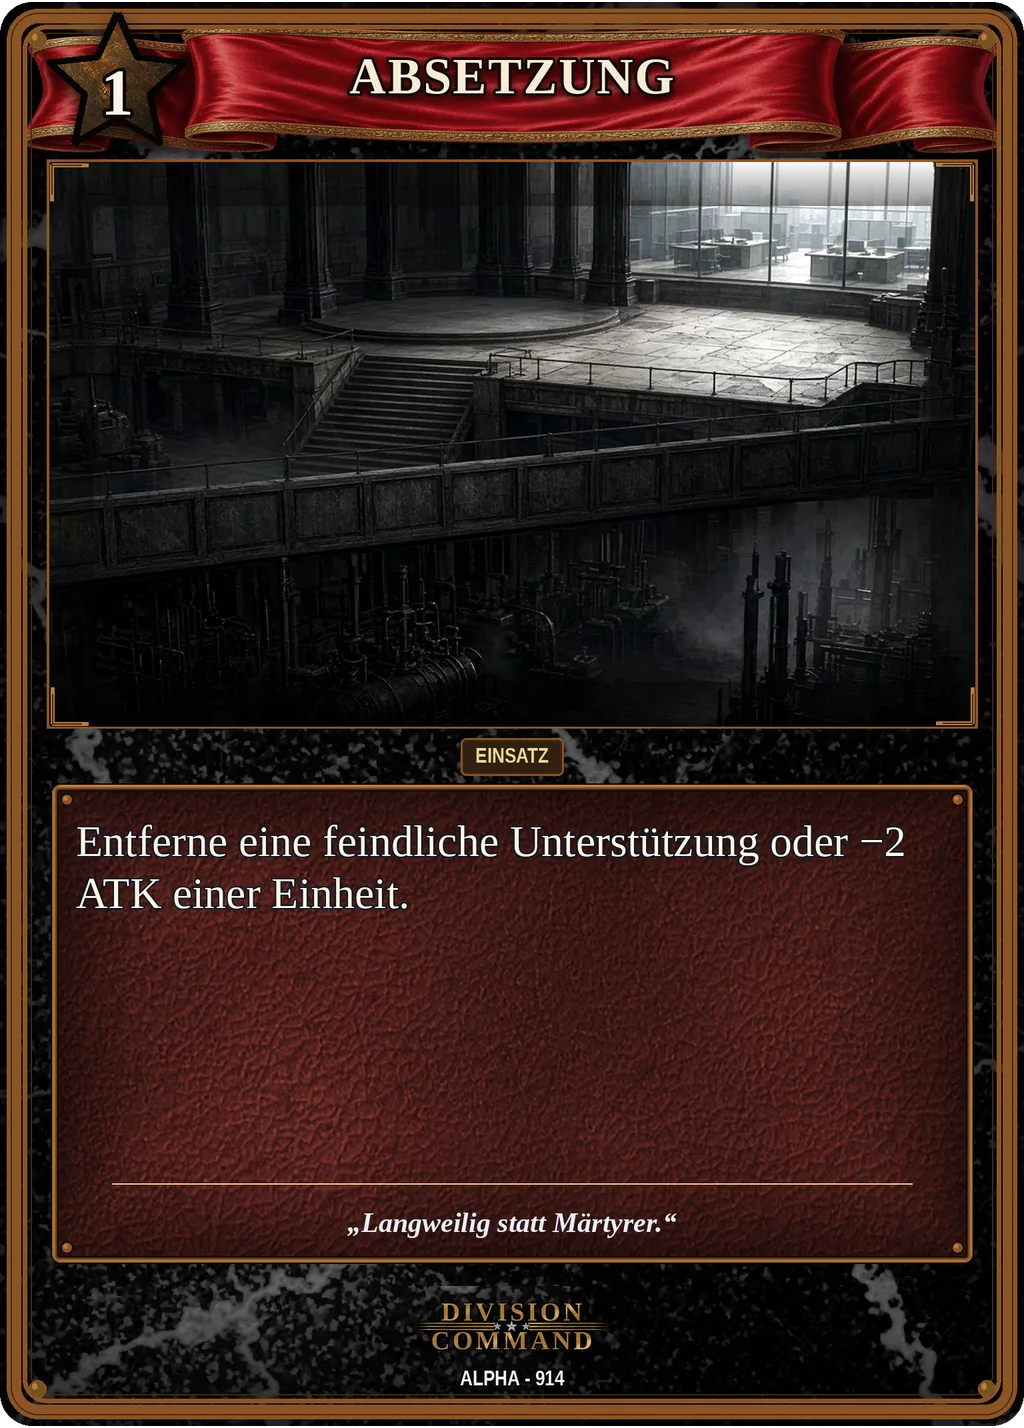 1
ABSETZUNG
EINSATZ
Entferne eine feindliche Unterstützung oder −2
ATK einer Einheit.
„Langweilig statt Märtyrer.“
DIVISION
COMMAND
ALPHA - 914